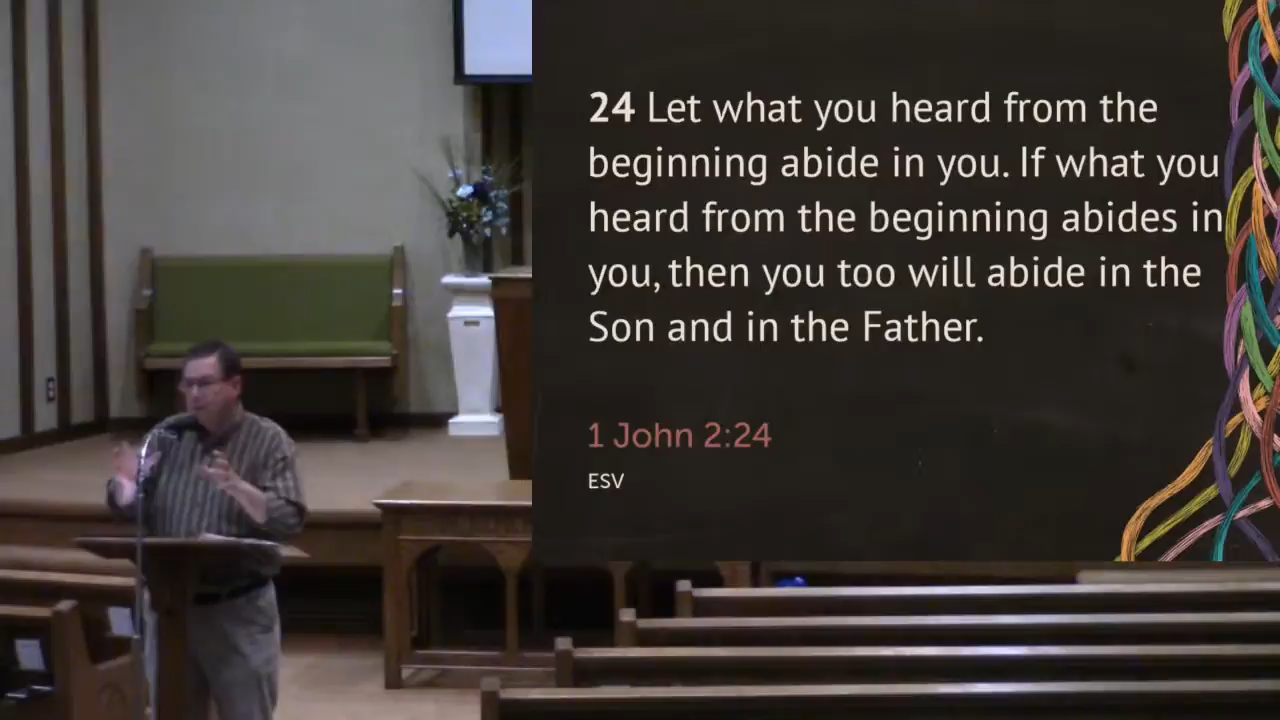 24 Let what you heard from the
beginning abide in you. If what you
heard from the beginning abides in
you, then you too will abide in the
Son and in the Father.
1 John 2:24
ESV